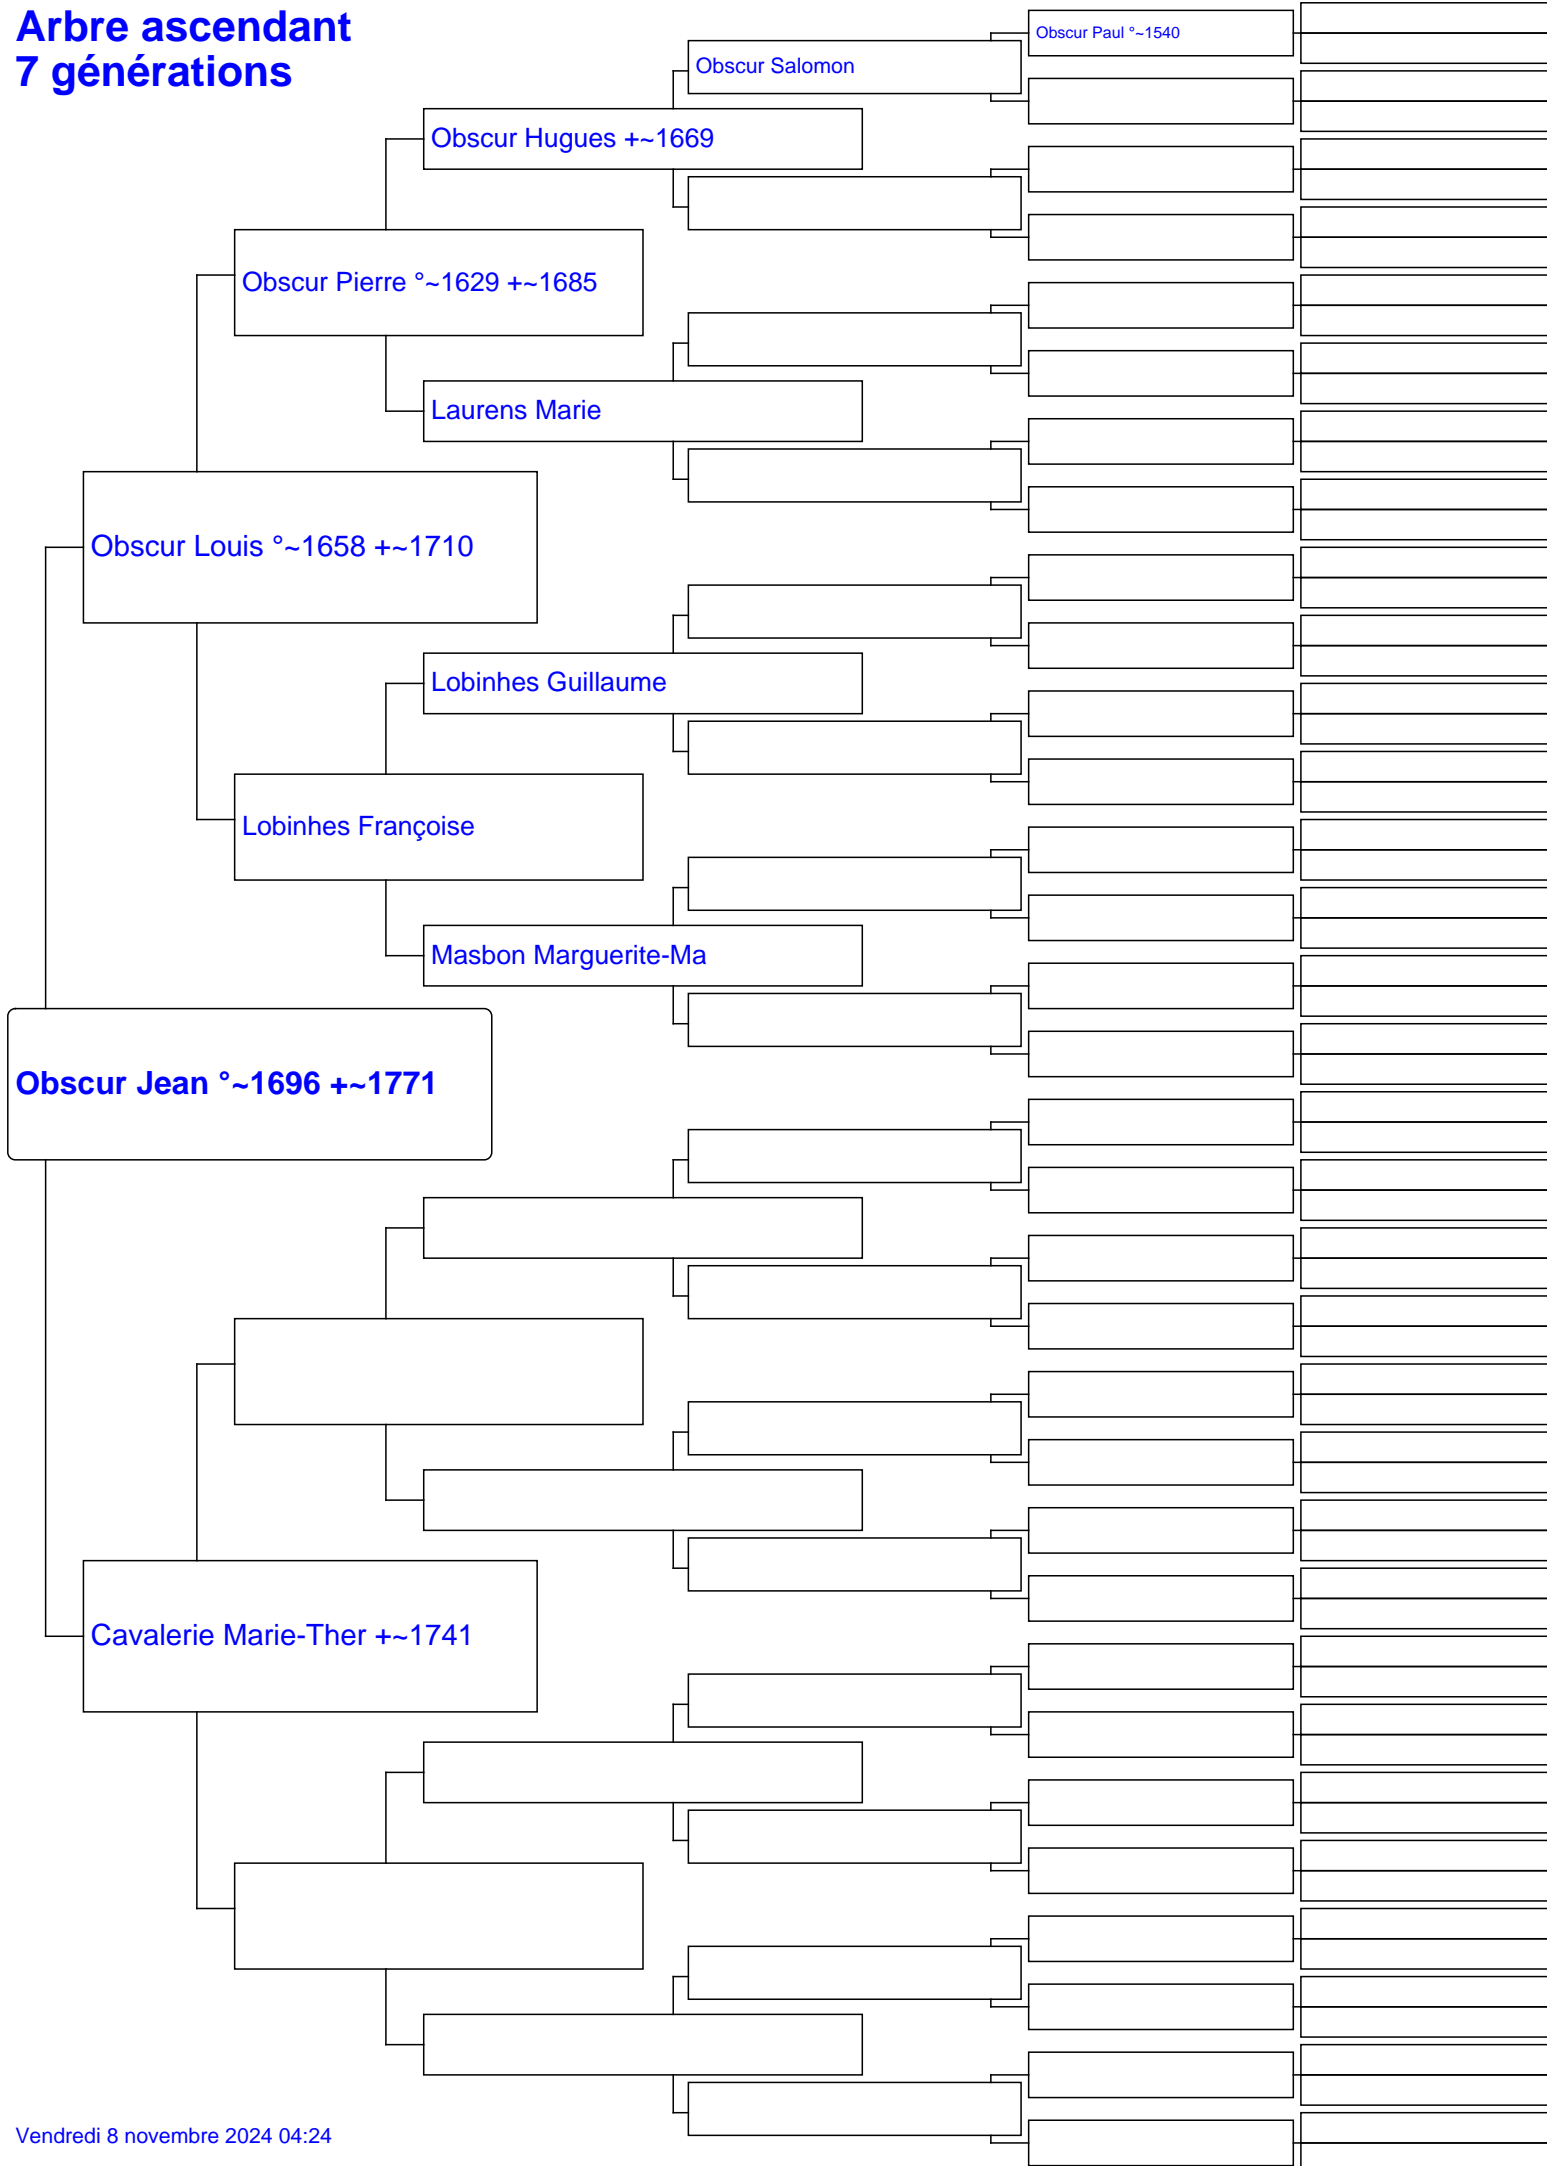 Arbre ascendant
7 générations
Obscur Paul °~1540
Obscur Salomon
Obscur Hugues +~1669
Obscur Pierre °~1629 +~1685
Laurens Marie
Obscur Louis °~1658 +~1710
Lobinhes Guillaume
Lobinhes Françoise
Masbon Marguerite-Ma
Obscur Jean °~1696 +~1771
Cavalerie Marie-Ther +~1741
Vendredi 8 novembre 2024 04:24